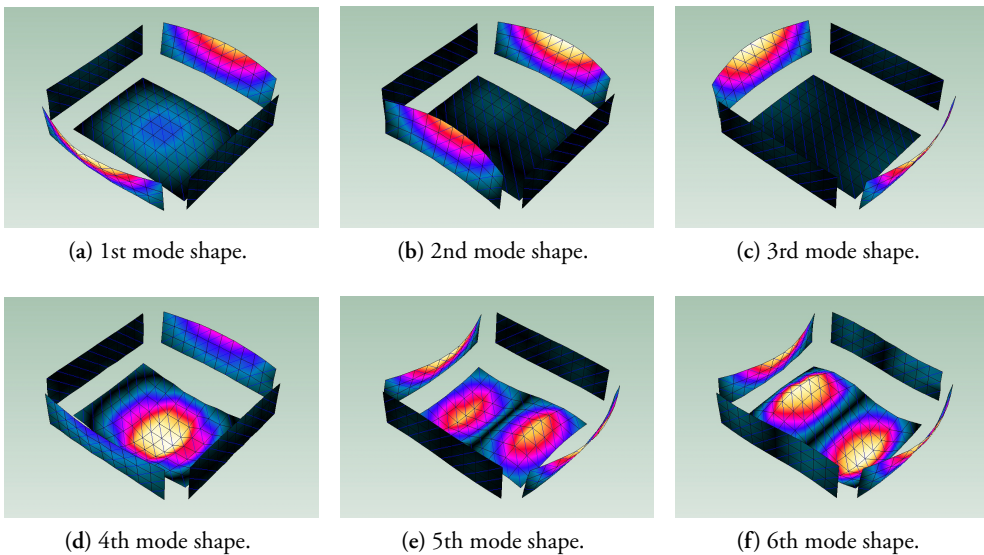 (a) 1st mode shape.
(b) 2nd mode shape.
(c) 3rd mode shape.
(d) 4th mode shape.
(e) 5th mode shape.
(f) 6th mode shape.